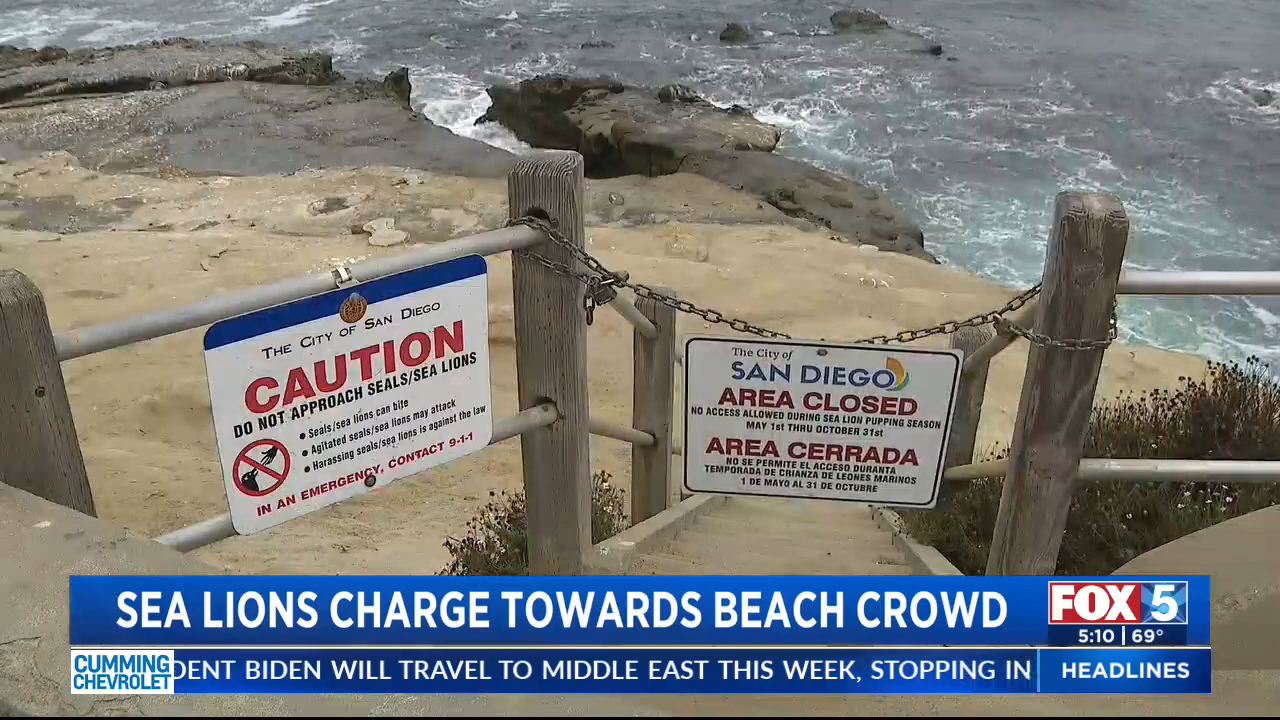 THE CITY OF SAN DIEGO
CAUTION
DO NOT APPROACH SEALS/SEA LIONS
• Seals/sea lions can bite
• Agitated seals/sea lions may attack
• Harassing seals/sea lions is against the law
IN AN EMERGENCY, CONTACT 9-1-1
The City of
SAN DIEGO
AREA CLOSED
NO ACCESS ALLOWED DURING SEA LION PUPPING SEASON
MAY 1ST THRU OCTOBER 31ST
AREA CERRADA
NO SE PERMITE EL ACCESO DURANTA
TEMPORADA DE CRIANZA DE LEONES MARINOS
1 DE MAYO AL 31 DE OCTUBRE
SEA LIONS CHARGE TOWARDS BEACH CROWD
FOX 5
5:10 | 69°
CUMMING
CHEVROLET
DENT BIDEN WILL TRAVEL TO MIDDLE EAST THIS WEEK, STOPPING IN
HEADLINES